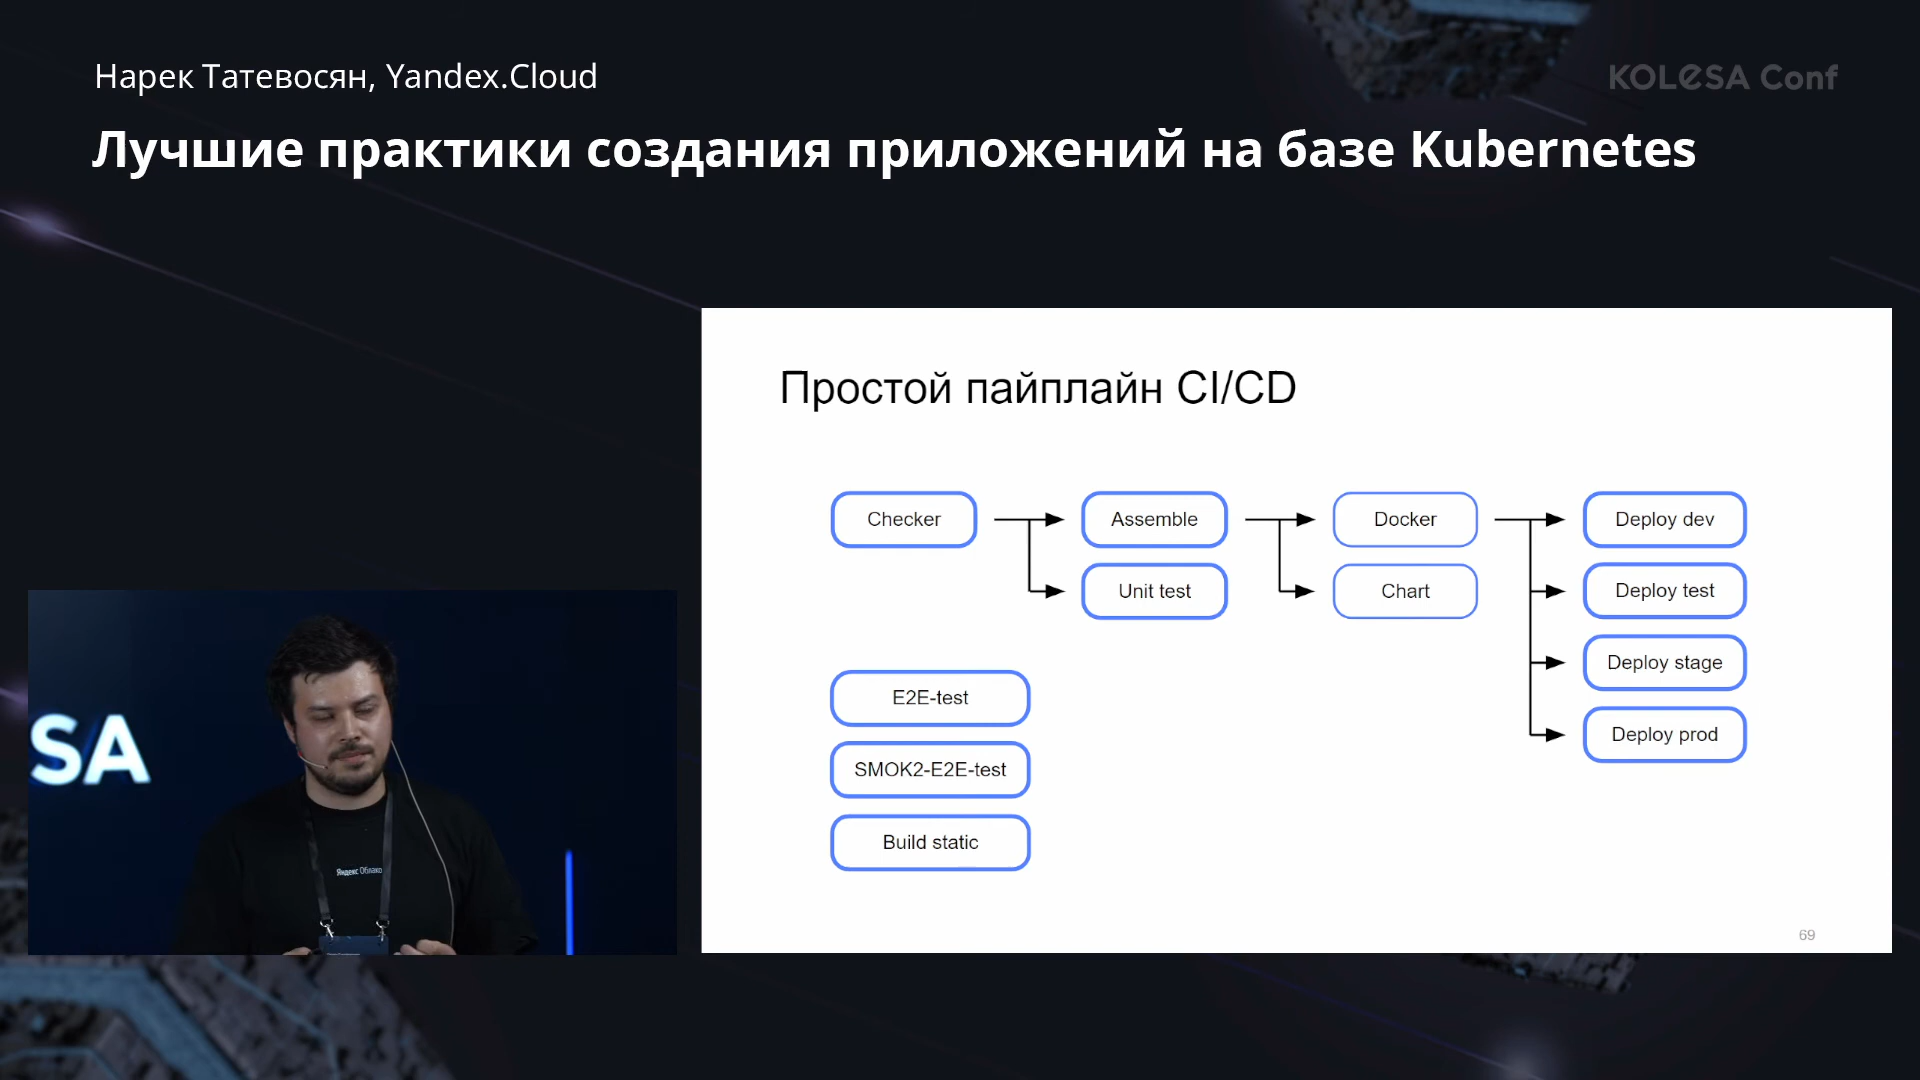 Нарек Татевосян, Yandex.Cloud
KOLESA Conf
Лучшие практики создания приложений на базе Kubernetes
Простой пайплайн CI/CD
Checker
Assemble
Docker
Deploy dev
Unit test
Chart
Deploy test
Deploy stage
Deploy prod
E2E-test
SMOK2-E2E-test
Build static
69
SA
Яндекс Облако